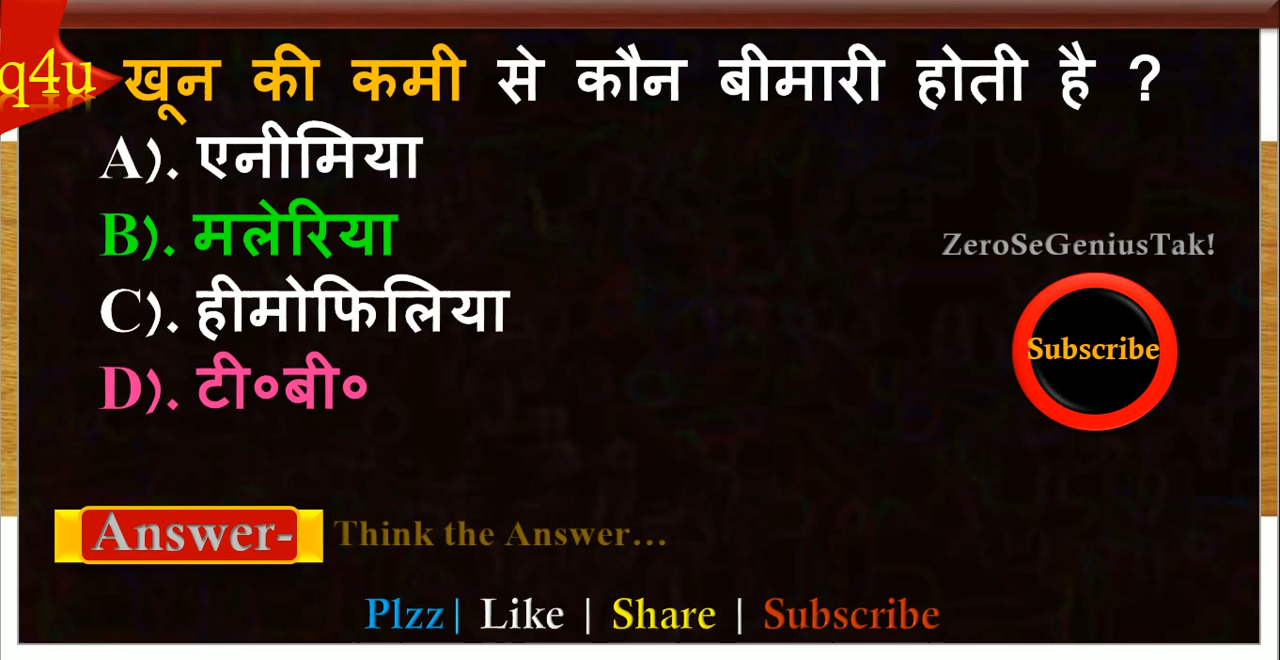 q4u खून की कमी से कौन बीमारी होती है ?
A). एनीमिया
B). मलेरिया
ZeroSeGeniusTak!
C). हीमोफिलिया
Subscribe
D). टी०बी०
Answer- Think the Answer...
Plzz| Like | Share | Subscribe